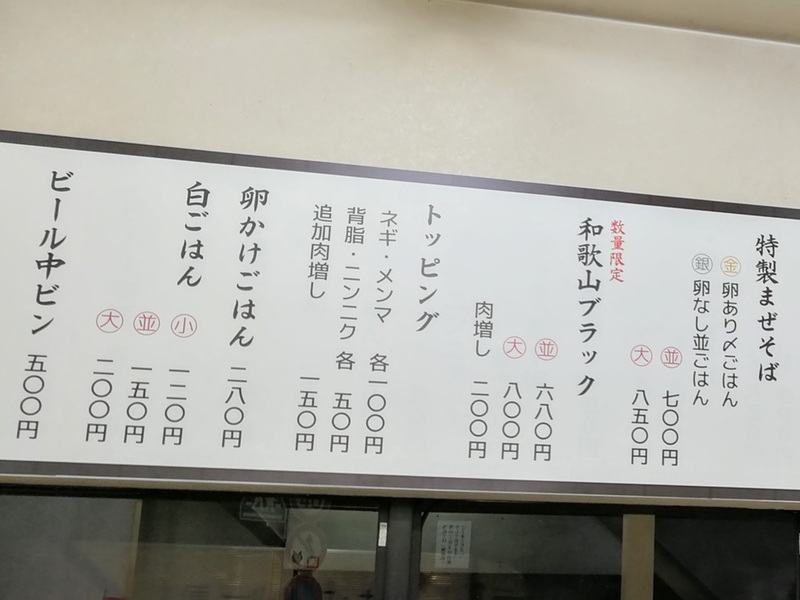 特製まぜそば
金 卵あり〆ごはん
銀 卵なし並ごはん
並 七〇〇円
大 八五〇円
数量限定
和歌山ブラック
並 六八〇円
大 八〇〇円
肉増し 二〇〇円
トッピング
ネギ・メンマ 各一〇〇円
背脂・ニンニク 各 五〇円
追加肉増し 一五〇円
卵かけごはん 二八〇円
白ごはん
小 一二〇円
並 一五〇円
大 二〇〇円
ビール中ビン 五〇〇円